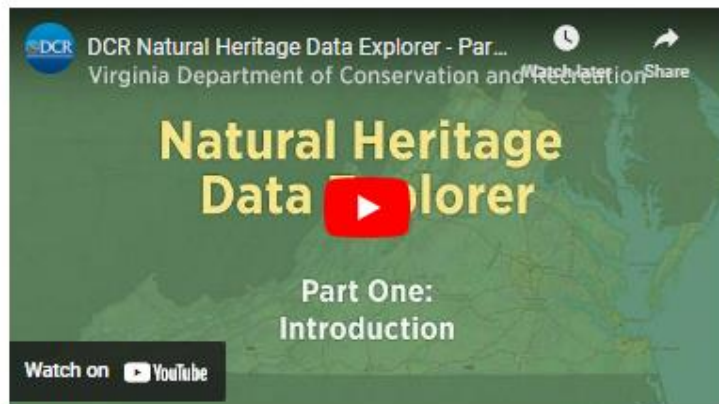 DCR
DCR Natural Heritage Data Explorer - Par...
Watch later
Share
Virginia Department of Conservation and Recreation
Natural Heritage
Data Explorer
Part One:
Introduction
Watch on YouTube